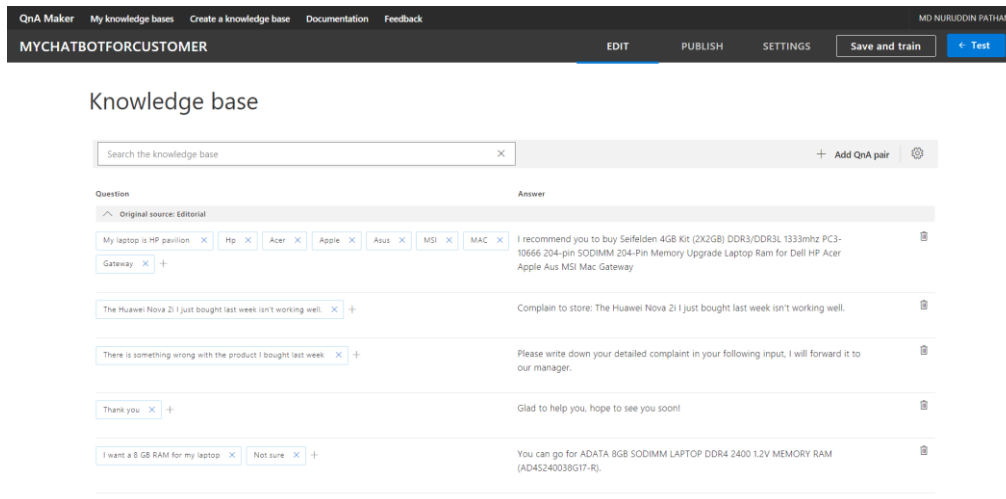 QnA Maker My knowledge bases Create a knowledge base Documentation Feedback MD NURUDDIN PATHAN
MYCHATBOTFORCUSTOMER EDIT PUBLISH SETTINGS Save and train ← Test
Knowledge base
Search the knowledge base × + Add QnA pair
Question Answer
Original source: Editorial
My laptop is HP pavilion × Hp × Acer × Apple × Asus × MSI × MAC ×
Gateway × +
I recommend you to buy Seifelden 4GB Kit (2X2GB) DDR3/DDR3L 1333mhz PC3-
10666 204-pin SODIMM 204-Pin Memory Upgrade Laptop Ram for Dell HP Acer
Apple Aus MSI Mac Gateway
The Huawei Nova 2i I just bought last week isn't working well. × +
Complain to store: The Huawei Nova 2i I just bought last week isn't working well.
There is something wrong with the product I bought last week × +
Please write down your detailed complaint in your following input, I will forward it to
our manager.
Thank you × +
Glad to help you, hope to see you soon!
I want a 8 GB RAM for my laptop × Not sure × +
You can go for ADATA 8GB SODIMM LAPTOP DDR4 2400 1.2V MEMORY RAM
(AD4S240038G17-R).